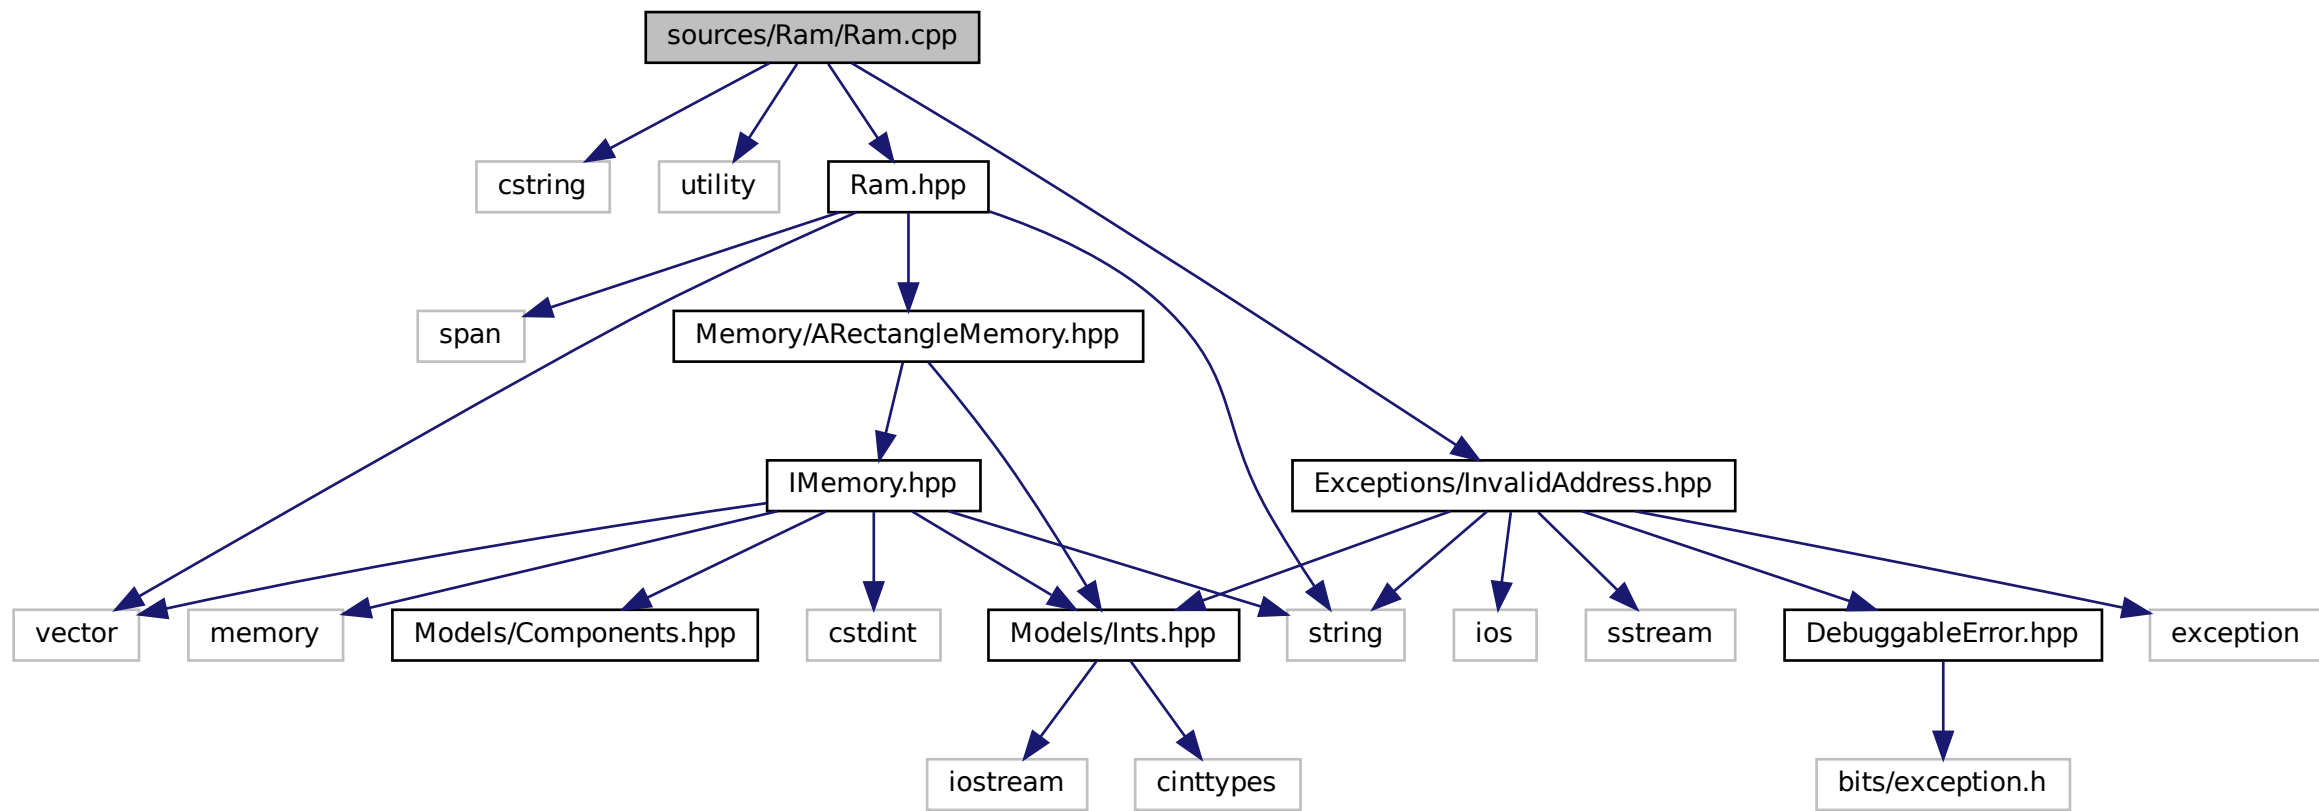 sources/Ram/Ram.cpp
cstring
utility
Ram.hpp
span
Memory/ARectangleMemory.hpp
IMemory.hpp
Exceptions/InvalidAddress.hpp
vector
memory
Models/Components.hpp
cstdint
Models/Ints.hpp
string
ios
sstream
DebuggableError.hpp
exception
iostream
cinttypes
bits/exception.h